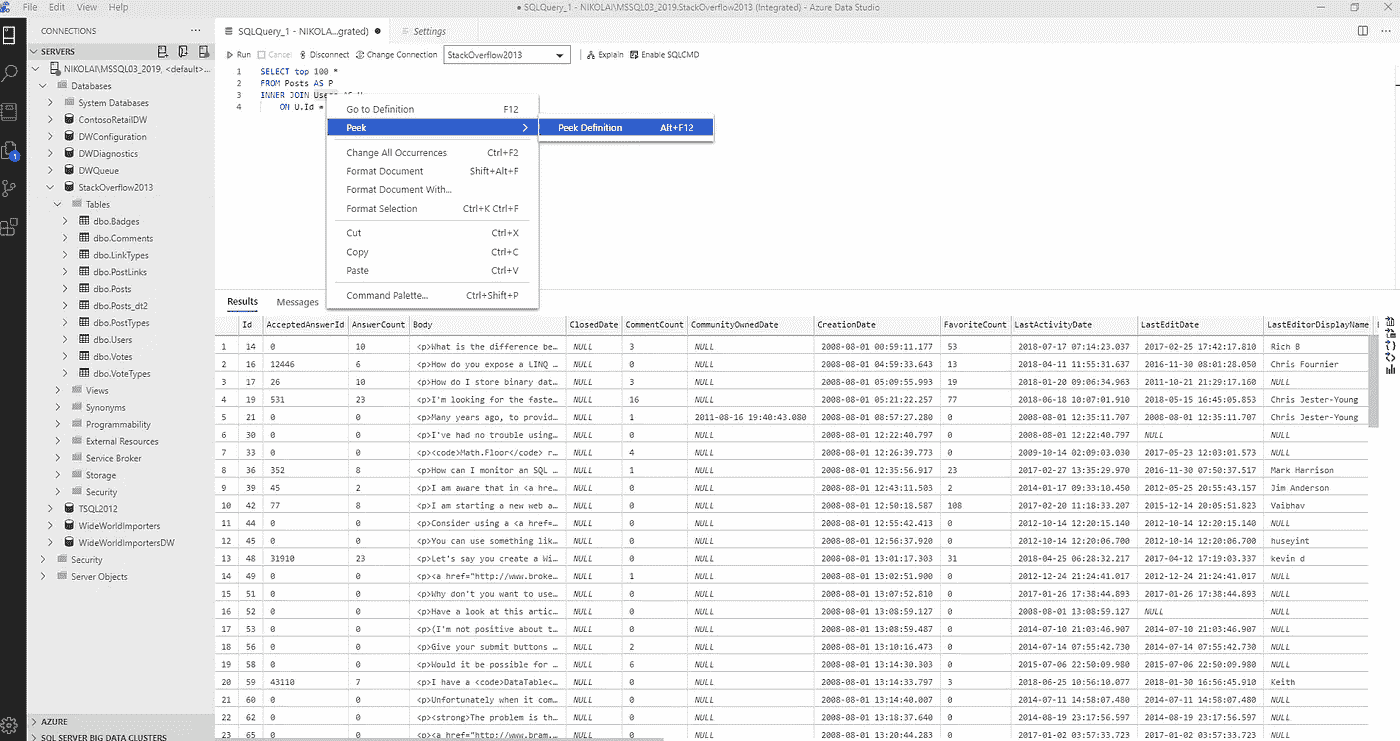 File Edit View Help
● SQLQuery_1 - NIKOLAI\MSSQL03_2019.StackOverflow2013 (Integrated) - Azure Data Studio
CONNECTIONS ...
SERVERS
NIKOLAI\MSSQL03_2019, <default>...
Databases
System Databases
ContosoRetailDW
DWConfiguration
DWDiagnostics
DWQueue
StackOverflow2013
Tables
dbo.Badges
dbo.Comments
dbo.LinkTypes
dbo.PostLinks
dbo.Posts
dbo.Posts_dt2
dbo.PostTypes
dbo.Users
dbo.Votes
dbo.VoteTypes
Views
Synonyms
Programmability
External Resources
Service Broker
Storage
Security
TSQL2012
WideWorldImporters
WideWorldImportersDW
Security
Server Objects
AZURE
SQL SERVER BIG DATA CLUSTERS
1
SQLQuery_1 - NIKOLA...grated) ● Settings
Run Cancel Disconnect Change Connection StackOverflow2013 Explain Enable SQLCMD
1 SELECT top 100 *
2 FROM Posts AS P
3 INNER JOIN Users AS U
4 ON U.Id =
Go to Definition F12
Peek
Peek Definition Alt+F12
Change All Occurrences Ctrl+F2
Format Document Shift+Alt+F
Format Document With...
Format Selection Ctrl+K Ctrl+F
Cut Ctrl+X
Copy Ctrl+C
Paste Ctrl+V
Command Palette... Ctrl+Shift+P
Results Messages
Id AcceptedAnswerId AnswerCount Body ClosedDate CommentCount CommunityOwnedDate CreationDate FavoriteCount LastActivityDate LastEditDate LastEditorDisplayName
1 14 0 10 <p>What is the difference be… NULL 3 NULL 2008-08-01 00:59:11.177 53 2018-07-17 07:14:23.037 2017-02-25 17:42:17.810 Rich B
2 16 12446 6 <p>How do you expose a LINQ … NULL 0 NULL 2008-08-01 04:59:33.643 13 2018-04-11 11:55:31.637 2016-11-30 08:01:28.050 Chris Fournier
3 17 26 10 <p>How do I store binary dat… NULL 3 NULL 2008-08-01 05:09:55.993 19 2018-01-20 09:06:34.963 2011-10-21 21:29:17.160 NULL
4 19 531 23 <p>I'm looking for the faste… NULL 16 NULL 2008-08-01 05:21:22.257 77 2018-06-18 10:07:01.910 2018-05-15 16:45:05.853 Chris Jester-Young
5 21 0 0 <p>Many years ago, to provid… NULL 1 2011-08-16 19:40:43.080 2008-08-01 08:57:27.280 0 2008-08-01 12:35:11.707 2008-08-01 12:35:11.707 Chris Jester-Young
6 30 0 0 <p>I've had no trouble using… NULL 0 NULL 2008-08-01 12:22:40.797 0 2008-08-01 12:22:40.797 NULL NULL
7 33 0 0 <p><code>Math.Floor</code> r… NULL 4 NULL 2008-08-01 12:26:39.773 0 2009-10-14 02:09:03.030 2017-05-23 12:03:01.573 NULL
8 36 352 8 <p>How can I monitor an SQL … NULL 1 NULL 2008-08-01 12:35:56.917 23 2017-02-27 13:35:29.970 2016-11-30 07:50:37.517 Mark Harrison
9 39 45 2 <p>I am aware that in <a hre… NULL 0 NULL 2008-08-01 12:43:11.503 2 2014-01-17 09:33:10.450 2012-05-25 20:55:43.157 Jim Anderson
10 42 77 8 <p>I am starting a new web a… NULL 0 NULL 2008-08-01 12:50:18.587 108 2017-02-20 11:18:33.207 2015-12-14 20:05:51.823 Vaibhav
11 44 0 0 <p>Consider using a <a href=… NULL 0 NULL 2008-08-01 12:55:42.413 0 2012-10-14 12:20:15.140 2012-10-14 12:20:15.140 NULL
12 45 0 0 <p>You can use something lik… NULL 0 NULL 2008-08-01 12:56:37.920 0 2012-10-14 12:20:06.700 2012-10-14 12:20:06.700 huseyint
13 48 31910 23 <p>Let's say you create a Wi… NULL 0 NULL 2008-08-01 13:01:17.303 31 2018-04-25 06:28:32.217 2017-04-12 17:19:03.337 kevin d
14 49 0 0 <p><a href="http://www.broke… NULL 1 NULL 2008-08-01 13:02:51.900 0 2012-12-24 21:24:41.017 2012-12-24 21:24:41.017 NULL
15 51 0 0 <p>Why don't you want to use… NULL 0 NULL 2008-08-01 13:07:52.810 0 2017-01-26 17:38:44.893 2017-01-26 17:38:44.893 NULL
16 52 0 0 <p>Have a look at this artic… NULL 0 NULL 2008-08-01 13:08:59.127 0 2008-08-01 13:08:59.127 NULL NULL
17 53 0 0 <p>(I'm not positive about t… NULL 0 NULL 2008-08-01 13:08:59.487 0 2014-07-10 21:03:46.907 2014-07-10 21:03:46.907 NULL
18 56 0 0 <p>Give your submit buttons … NULL 2 NULL 2008-08-01 13:10:16.473 0 2014-07-14 07:55:42.730 2014-07-14 07:55:42.730 NULL
19 58 0 0 <p>Would it be possible for … NULL 6 NULL 2008-08-01 13:14:30.303 0 2015-07-06 22:50:09.980 2015-07-06 22:50:09.980 NULL
20 59 43110 7 <p>I have a <code>DataTable<… NULL 0 NULL 2008-08-01 13:14:33.797 3 2018-06-25 10:56:10.077 2018-01-30 16:56:45.910 Keith
21 60 0 0 <p>Unfortunately when it com… NULL 0 NULL 2008-08-01 13:14:40.007 0 2014-07-11 14:58:07.480 2014-07-11 14:58:07.480 NULL
22 62 0 0 <p><strong>The problem is th… NULL 0 NULL 2008-08-01 13:18:37.640 0 2014-08-19 23:17:56.597 2014-08-19 23:17:56.597 NULL
23 65 0 0 <p><a href="http://www.bram… NULL 0 NULL 2008-08-01 13:20:44.283 0 2017-01-02 03:57:33.723 2017-01-02 03:57:33.723 NULL